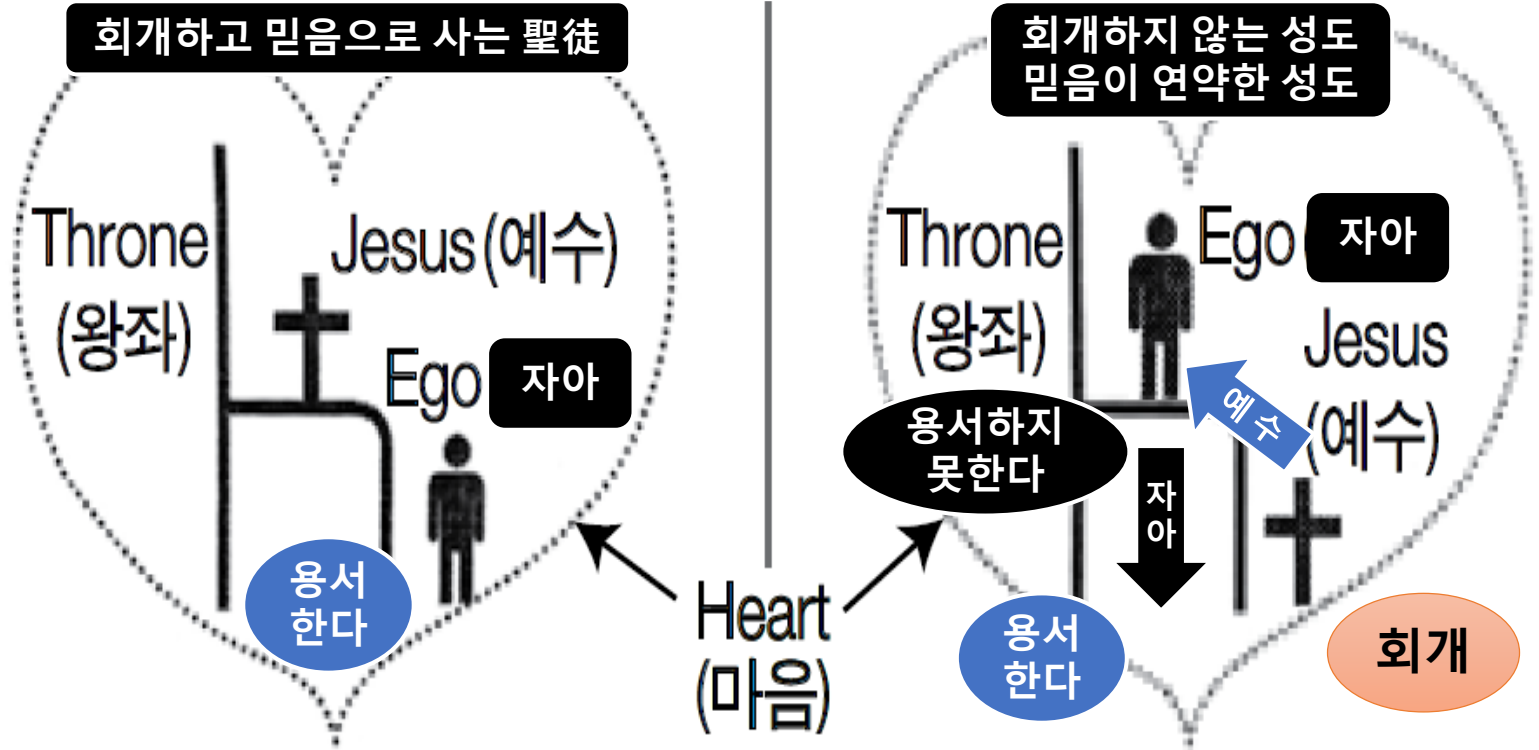 회개하고 믿음으로 사는 聖徒
Throne
(왕좌)
Jesus (예수)
Ego 자아
용서
한다
Heart
(마음)
회개하지 않는 성도
믿음이 연약한 성도
Throne
(왕좌)
Ego ( 자아
Jesus
(예수)
예수
용서하지
못한다
자아
용서
한다
회개